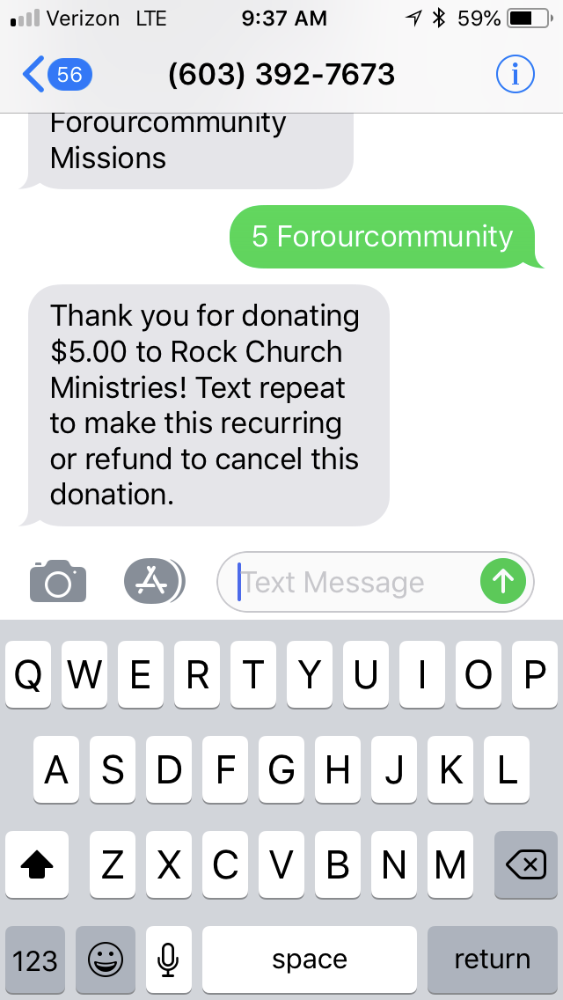 Verizon LTE 9:37 AM 59%
56 (603) 392-7673 i
Forourcommunity
Missions
5 Forourcommunity
Thank you for donating
$5.00 to Rock Church
Ministries! Text repeat
to make this recurring
or refund to cancel this
donation.
Text Message
Q W E R T Y U I O P
A S D F G H J K L
Z X C V B N M
123 space return